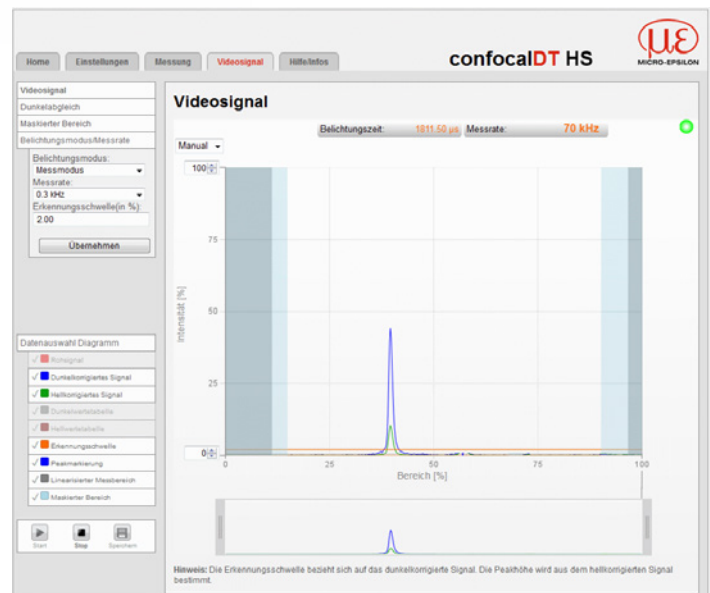 Home
Einstellungen
Messung
Videosignal
Hilfe/Infos
confocalDT HS
με
MICRO-EPSILON
Videosignal
Dunkelabgleich
Maskierter Bereich
Belichtungsmodus/Messrate
Belichtungsmodus:
Messmodus
Messrate:
0.3 kHz
Erkennungsschwelle(in %):
2.00
Übernehmen
Datenauswahl Diagramm
Rohsignal
Dunkelkorrigiertes Signal
Hellkorrigiertes Signal
Dunkelwertetabelle
Hellwertetabelle
Erkennungsschwelle
Peakmarkierung
Linearisierter Messbereich
Maskierter Bereich
Start
Stop
Speichern
Videosignal
Belichtungszeit: 1811.50 µs
Messrate: 70 kHz
Manual
100
75
50
25
0
Intensität [%]
0
25
50
75
100
Bereich [%]
Hinweis: Die Erkennungsschwelle bezieht sich auf das dunkelkorrigierte Signal. Die Peakhöhe wird aus dem hellkorrigierten Signal
bestimmt.